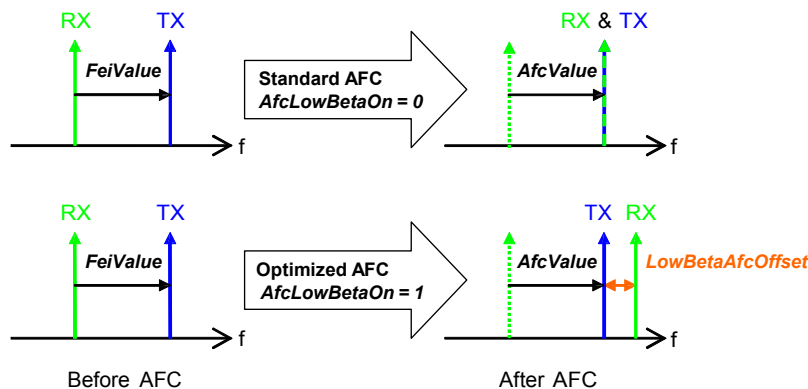 RX TX
FeiValue
f
Standard AFC
AfcLowBetaOn = 0
RX & TX
AfcValue
f
RX TX
FeiValue
f
Optimized AFC
AfcLowBetaOn = 1
TX RX
AfcValue
LowBetaAfcOffset
f
Before AFC
After AFC